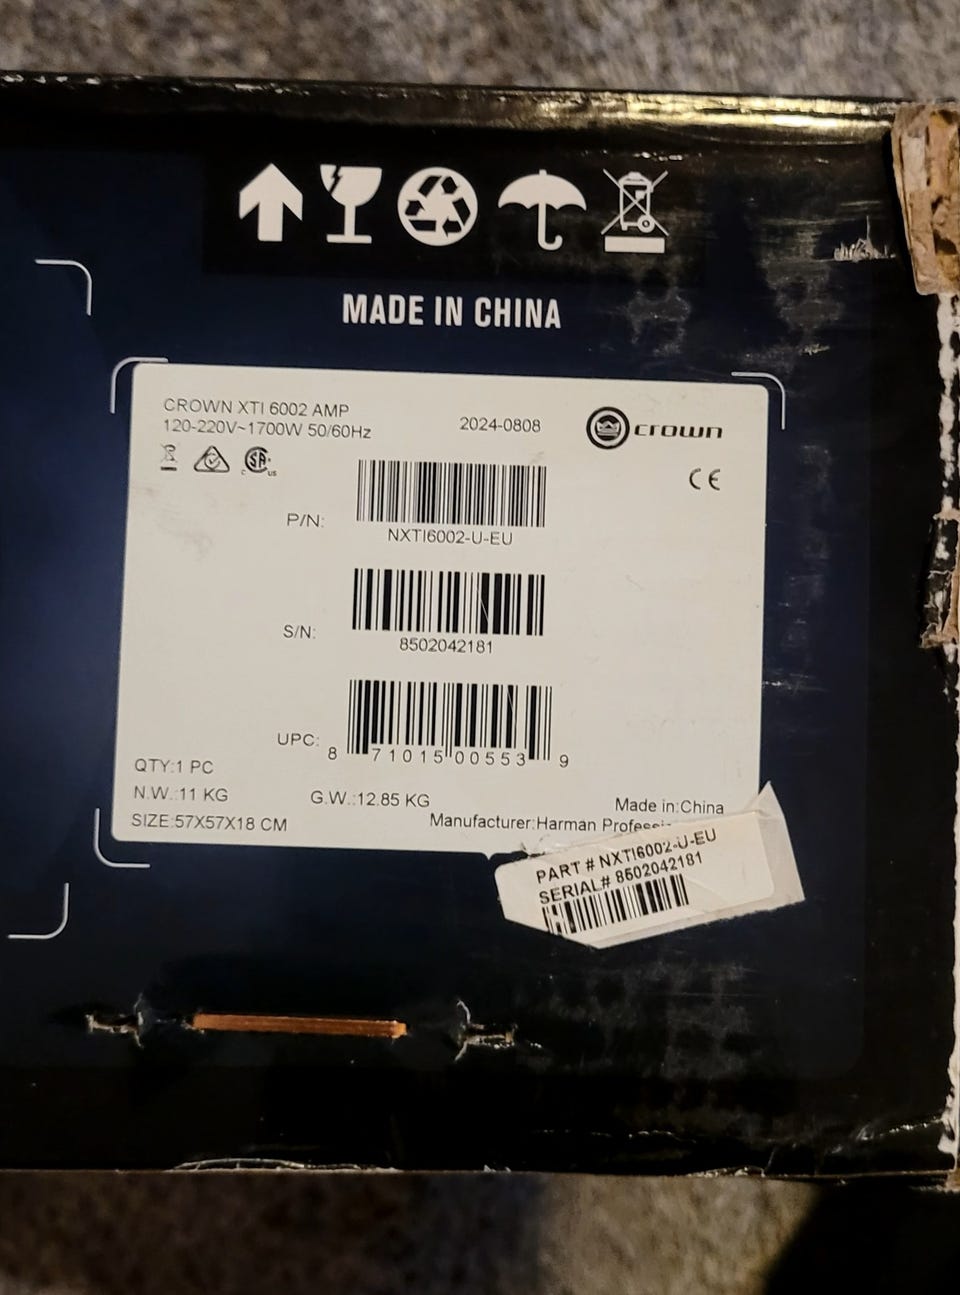 MADE IN CHINA
CROWN XTI 6002 AMP
120-220V~1700W 50/60Hz
2024-0808
crown
CSA
C US
CE
P/N:
NXTI6002-U-EU
S/N:
8502042181
UPC:
8 71015 00553 9
QTY:1 PC
N.W.:11 KG
G.W.:12.85 KG
SIZE:57X57X18 CM
Made in:China
Manufacturer:Harman
PART # NXTI6002-U-EU
SERIAL# 8502042181